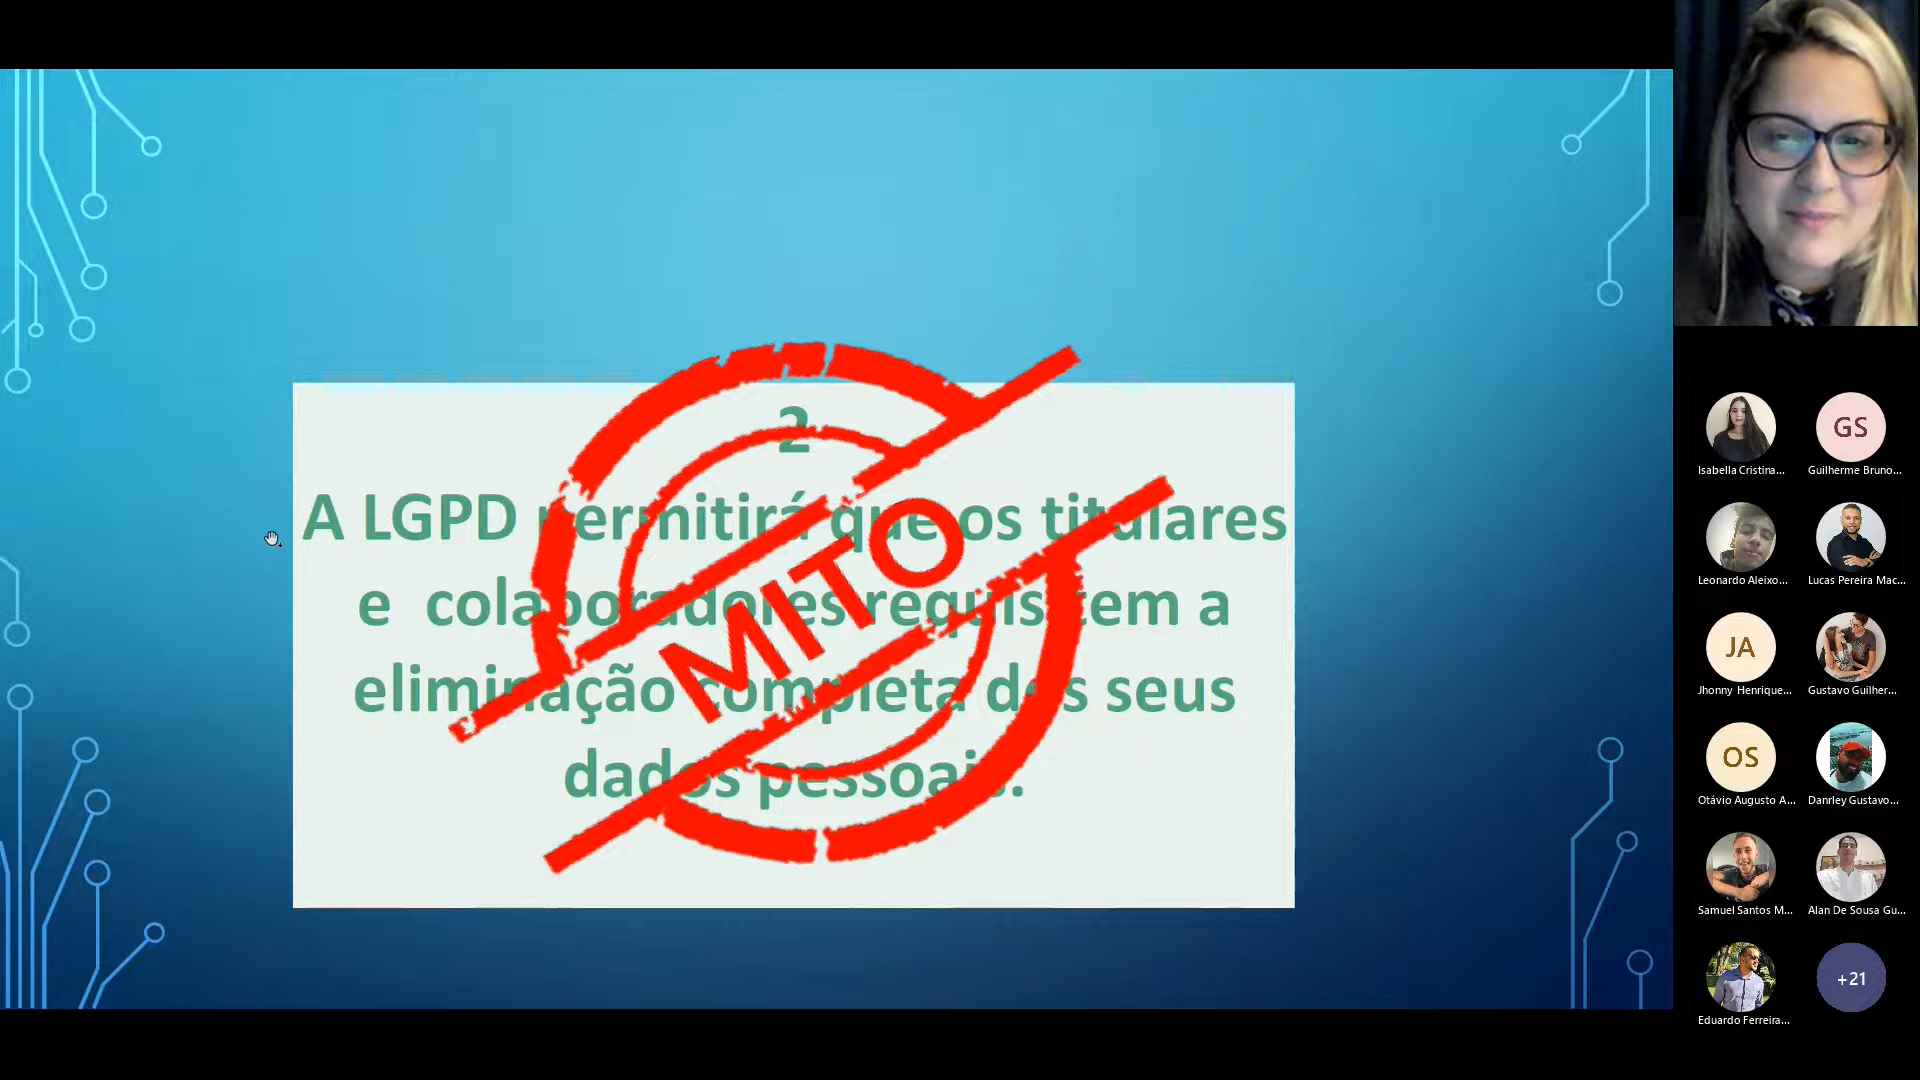 2
A LGPD permitirá que os titulares
e colaboradores requisitem a
eliminação completa dos seus
dados pessoais.
MITO
Isabella Cristina...
GS
Guilherme Bruno...
Leonardo Aleixo...
Lucas Pereira Mac...
JA
Jhonny Henrique...
Gustavo Guilher...
OS
Otávio Augusto A...
Danrley Gustavo...
Samuel Santos M...
Alan De Sousa Gu...
Eduardo Ferreira...
+21